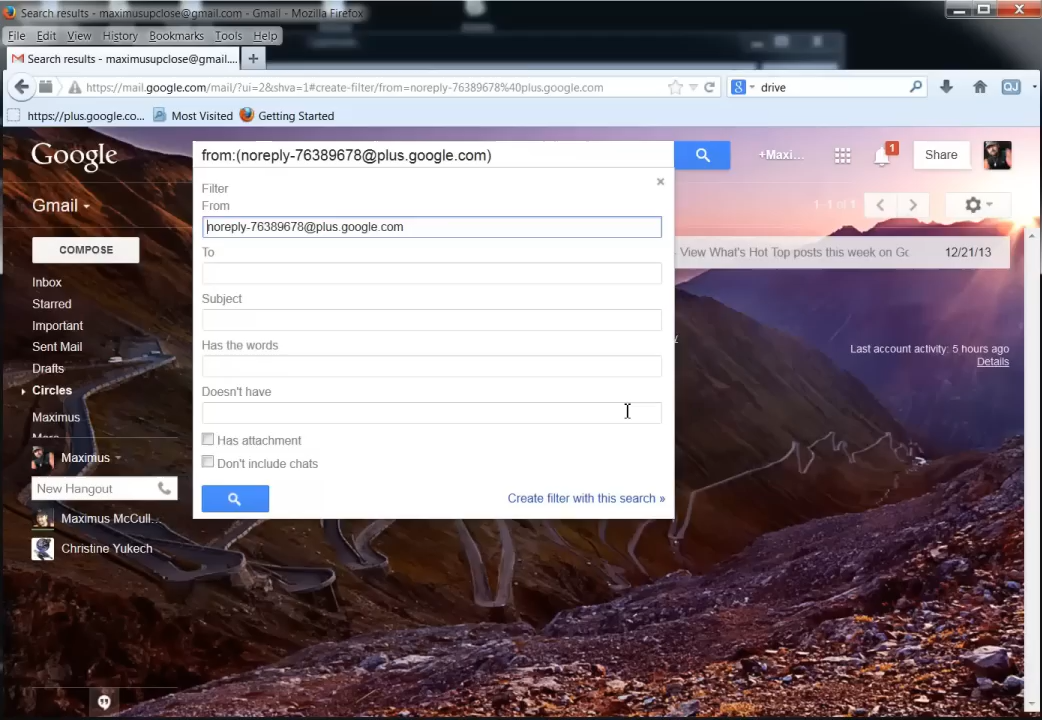 Search results - maximusupclose@gmail.com - Gmail - Mozilla Firefox
File Edit View History Bookmarks Tools Help
Search results - maximusupclose@gmail....
https://mail.google.com/mail/?ui=2&shva=1#create-filter/from=noreply-76389678%40plus.google.com
drive
https://plus.google.co... Most Visited Getting Started
Google
from:(noreply-76389678@plus.google.com)
+Maxi...
1
Share
Filter
From
Gmail
1-1 of 1
noreply-76389678@plus.google.com
COMPOSE
To
- View What's Hot Top posts this week on Gc
12/21/13
Inbox
Subject
Starred
Important
Has the words
Sent Mail
Last account activity: 5 hours ago
Details
Drafts
Circles
Doesn't have
Maximus
More
Has attachment
Maximus
Don't include chats
New Hangout
Create filter with this search »
Maximus McCull...
Christine Yukech